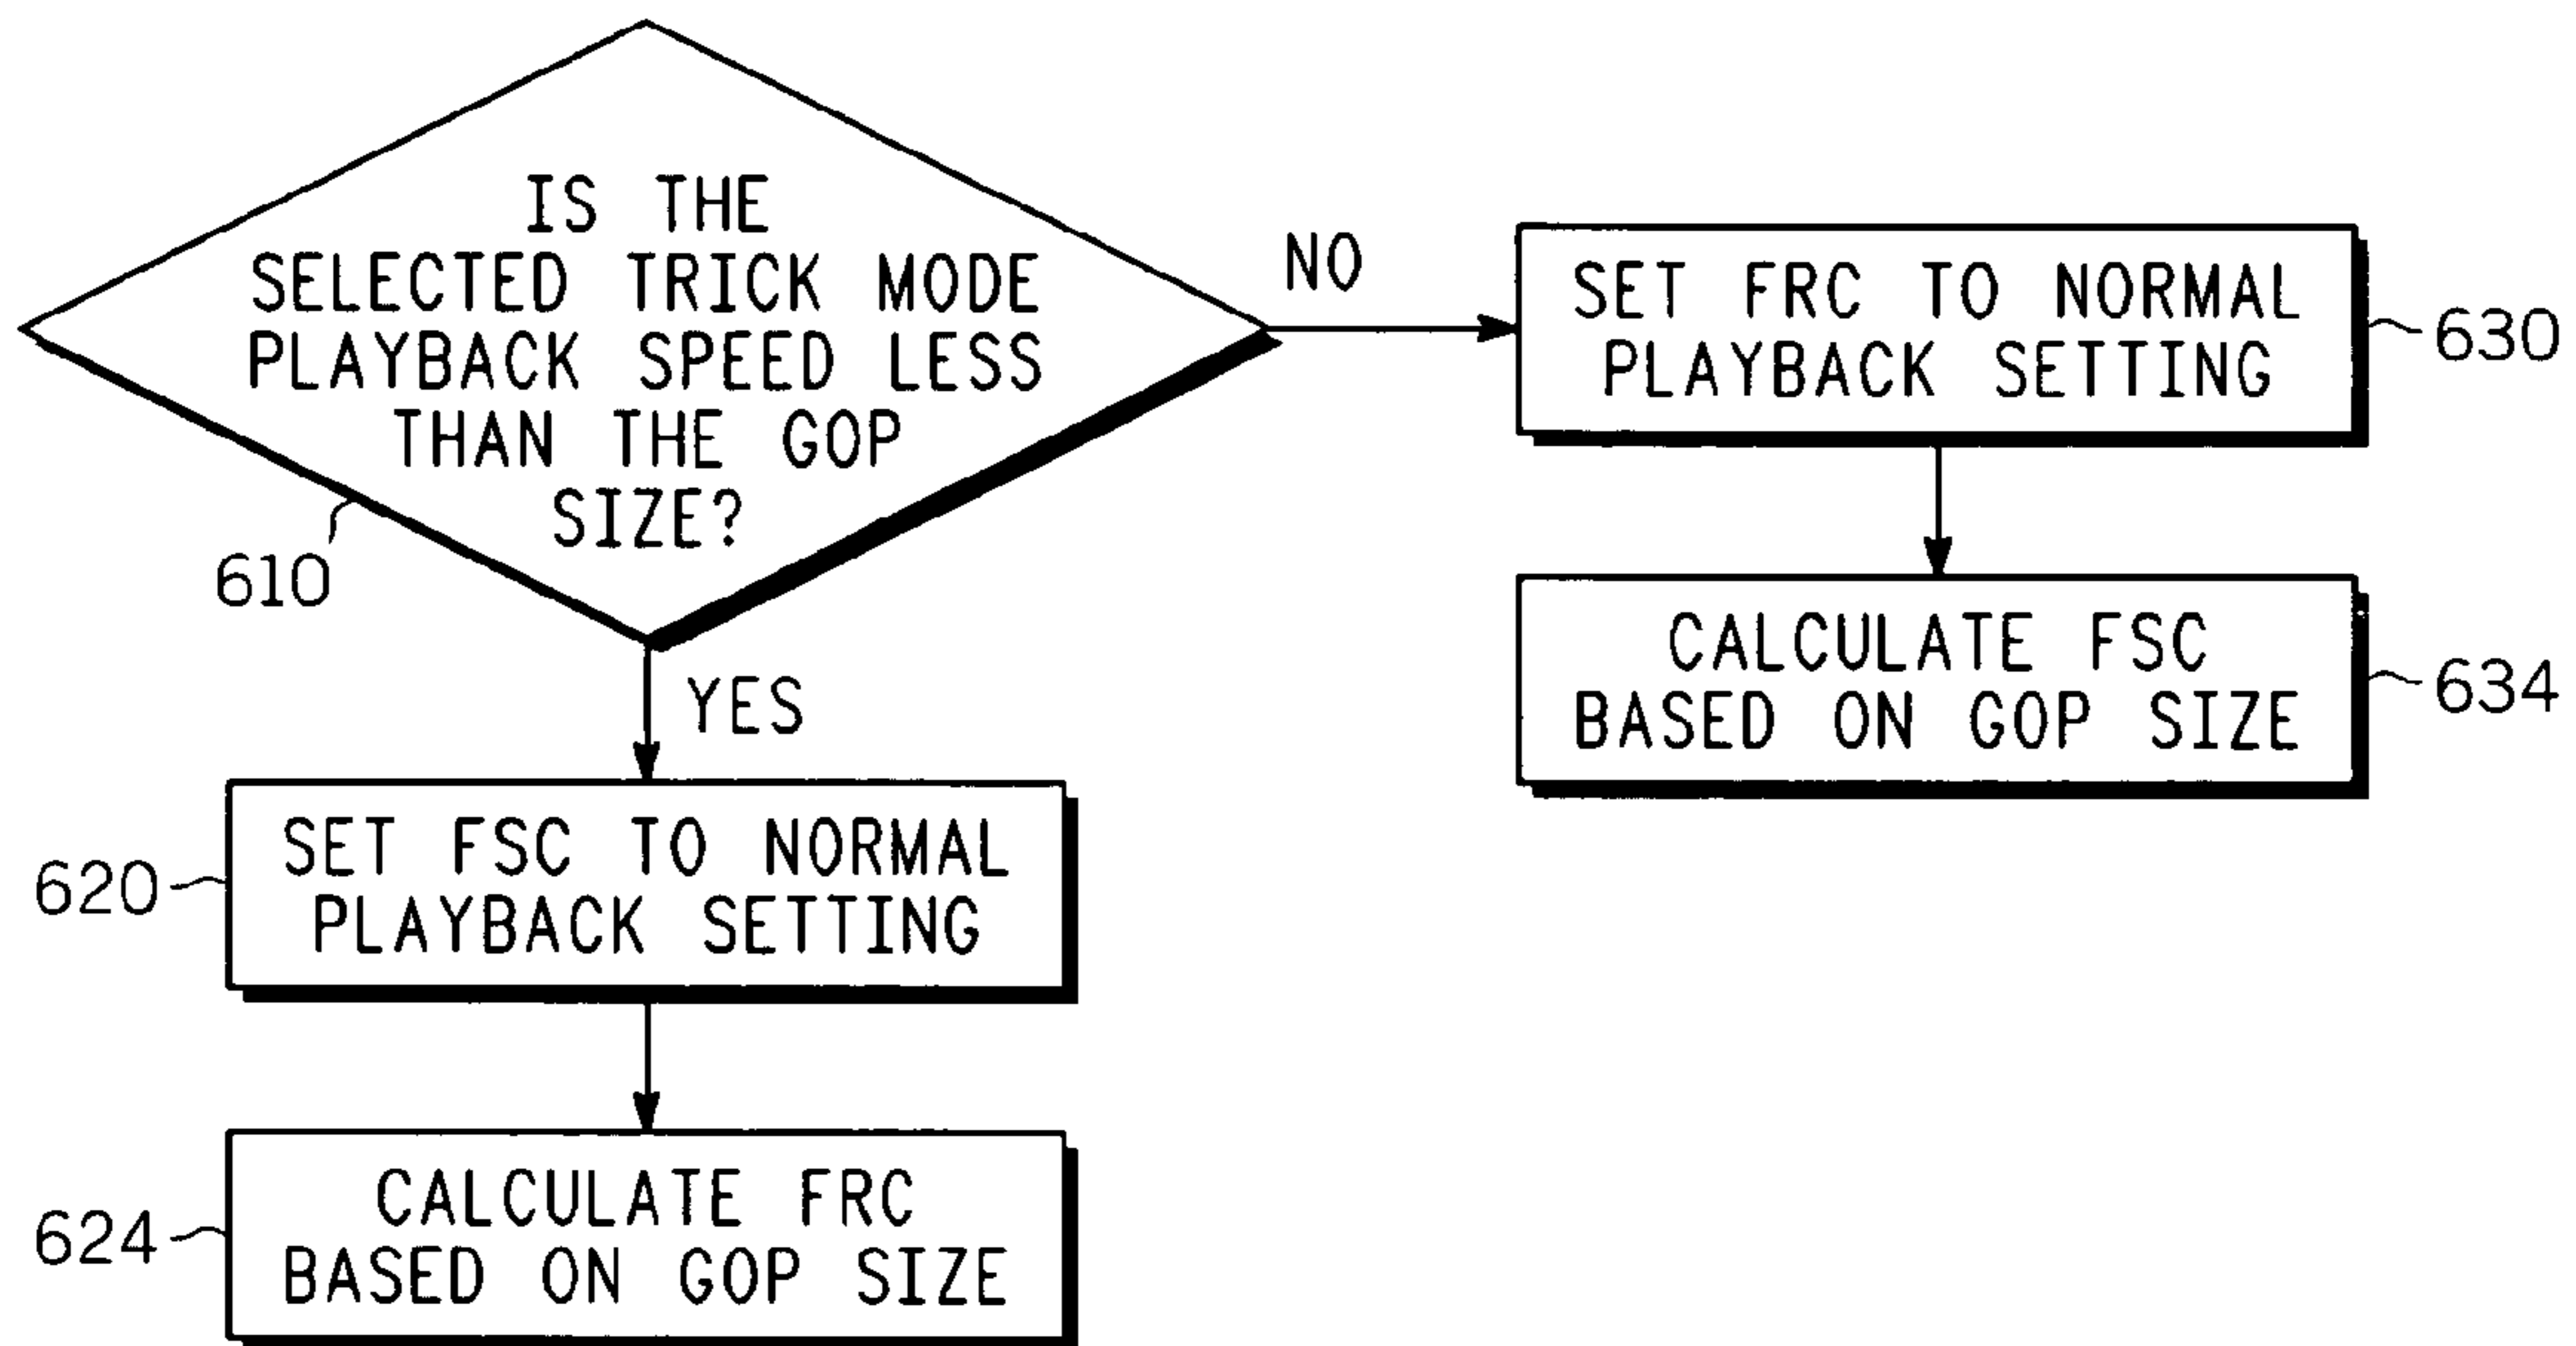 IS THE
SELECTED TRICK MODE
PLAYBACK SPEED LESS
THAN THE GOP
SIZE?
610
NO
SET FRC TO NORMAL
PLAYBACK SETTING
630
CALCULATE FSC
BASED ON GOP SIZE
634
YES
SET FSC TO NORMAL
PLAYBACK SETTING
620
CALCULATE FRC
BASED ON GOP SIZE
624